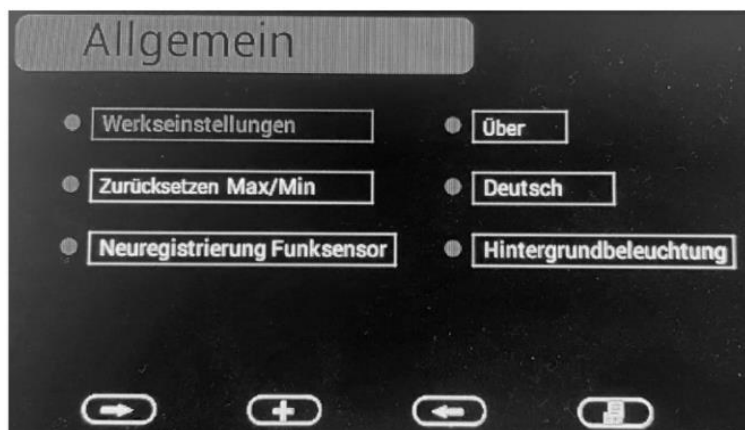 Allgemein
Werkseinstellungen
Über
Zurücksetzen Max/Min
Deutsch
Neuregistrierung Funksensor
Hintergrundbeleuchtung